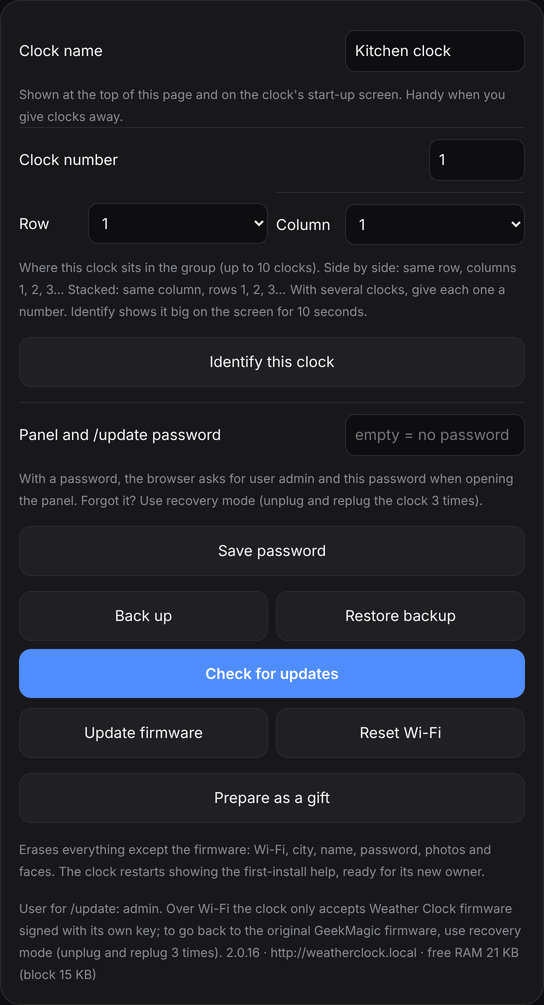 Clock name
Kitchen clock
Shown at the top of this page and on the clock's start-up screen. Handy when you
give clocks away.
Clock number
1
Row
1
Column
1
Where this clock sits in the group (up to 10 clocks). Side by side: same row, columns
1, 2, 3... Stacked: same column, rows 1, 2, 3... With several clocks, give each one a
number. Identify shows it big on the screen for 10 seconds.
Identify this clock
Panel and /update password
empty = no password
With a password, the browser asks for user admin and this password when opening
the panel. Forgot it? Use recovery mode (unplug and replug the clock 3 times).
Save password
Back up
Restore backup
Check for updates
Update firmware
Reset Wi-Fi
Prepare as a gift
Erases everything except the firmware: Wi-Fi, city, name, password, photos and
faces. The clock restarts showing the first-install help, ready for its new owner.
User for /update: admin. Over Wi-Fi the clock only accepts Weather Clock firmware
signed with its own key; to go back to the original GeekMagic firmware, use recovery
mode (unplug and replug 3 times). 2.0.16 · http://weatherclock.local · free RAM 21 KB
(block 15 KB)